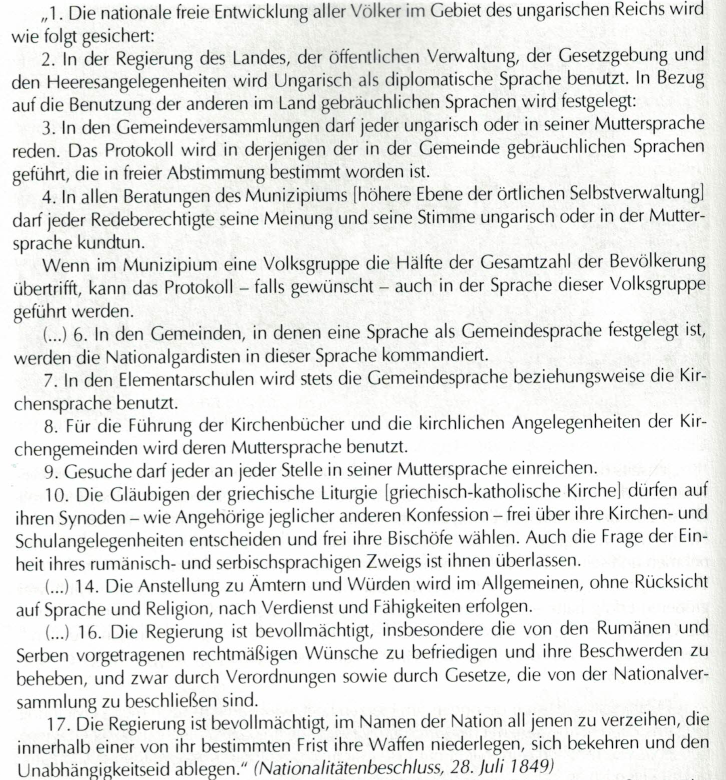 „1. Die nationale freie Entwicklung aller Völker im Gebiet des ungarischen Reichs wird
wie folgt gesichert:
2. In der Regierung des Landes, der öffentlichen Verwaltung, der Gesetzgebung und
den Heeresangelegenheiten wird Ungarisch als diplomatische Sprache benutzt. In Bezug
auf die Benutzung der anderen im Land gebräuchlichen Sprachen wird festgelegt:
3. In den Gemeindeversammlungen darf jeder ungarisch oder in seiner Muttersprache
reden. Das Protokoll wird in derjenigen der in der Gemeinde gebräuchlichen Sprachen
geführt, die in freier Abstimmung bestimmt worden ist.
4. In allen Beratungen des Munizipiums [höhere Ebene der örtlichen Selbstverwaltung]
darf jeder Redeberechtigte seine Meinung und seine Stimme ungarisch oder in der Mutter-
sprache kundtun.
Wenn im Munizipium eine Volksgruppe die Hälfte der Gesamtzahl der Bevölkerung
übertrifft, kann das Protokoll – falls gewünscht – auch in der Sprache dieser Volksgruppe
geführt werden.
(...) 6. In den Gemeinden, in denen eine Sprache als Gemeindesprache festgelegt ist,
werden die Nationalgardisten in dieser Sprache kommandiert.
7. In den Elementarschulen wird stets die Gemeindesprache beziehungsweise die Kir-
chensprache benutzt.
8. Für die Führung der Kirchenbücher und die kirchlichen Angelegenheiten der Kir-
chengemeinden wird deren Muttersprache benutzt.
9. Gesuche darf jeder an jeder Stelle in seiner Muttersprache einreichen.
10. Die Gläubigen der griechische Liturgie [griechisch-katholische Kirche] dürfen auf
ihren Synoden – wie Angehörige jeglicher anderen Konfession – frei über ihre Kirchen- und
Schulangelegenheiten entscheiden und frei ihre Bischöfe wählen. Auch die Frage der Ein-
heit ihres rumänisch- und serbischsprachigen Zweigs ist ihnen überlassen.
(...) 14. Die Anstellung zu Ämtern und Würden wird im Allgemeinen, ohne Rücksicht
auf Sprache und Religion, nach Verdienst und Fähigkeiten erfolgen.
(...) 16. Die Regierung ist bevollmächtigt, insbesondere die von den Rumänen und
Serben vorgetragenen rechtmäßigen Wünsche zu befriedigen und ihre Beschwerden zu
beheben, und zwar durch Verordnungen sowie durch Gesetze, die von der Nationalver-
sammlung zu beschließen sind.
17. Die Regierung ist bevollmächtigt, im Namen der Nation all jenen zu verzeihen, die
innerhalb einer von ihr bestimmten Frist ihre Waffen niederlegen, sich bekehren und den
Unabhängigkeitseid ablegen.“ (Nationalitätenbeschluss, 28. Juli 1849)